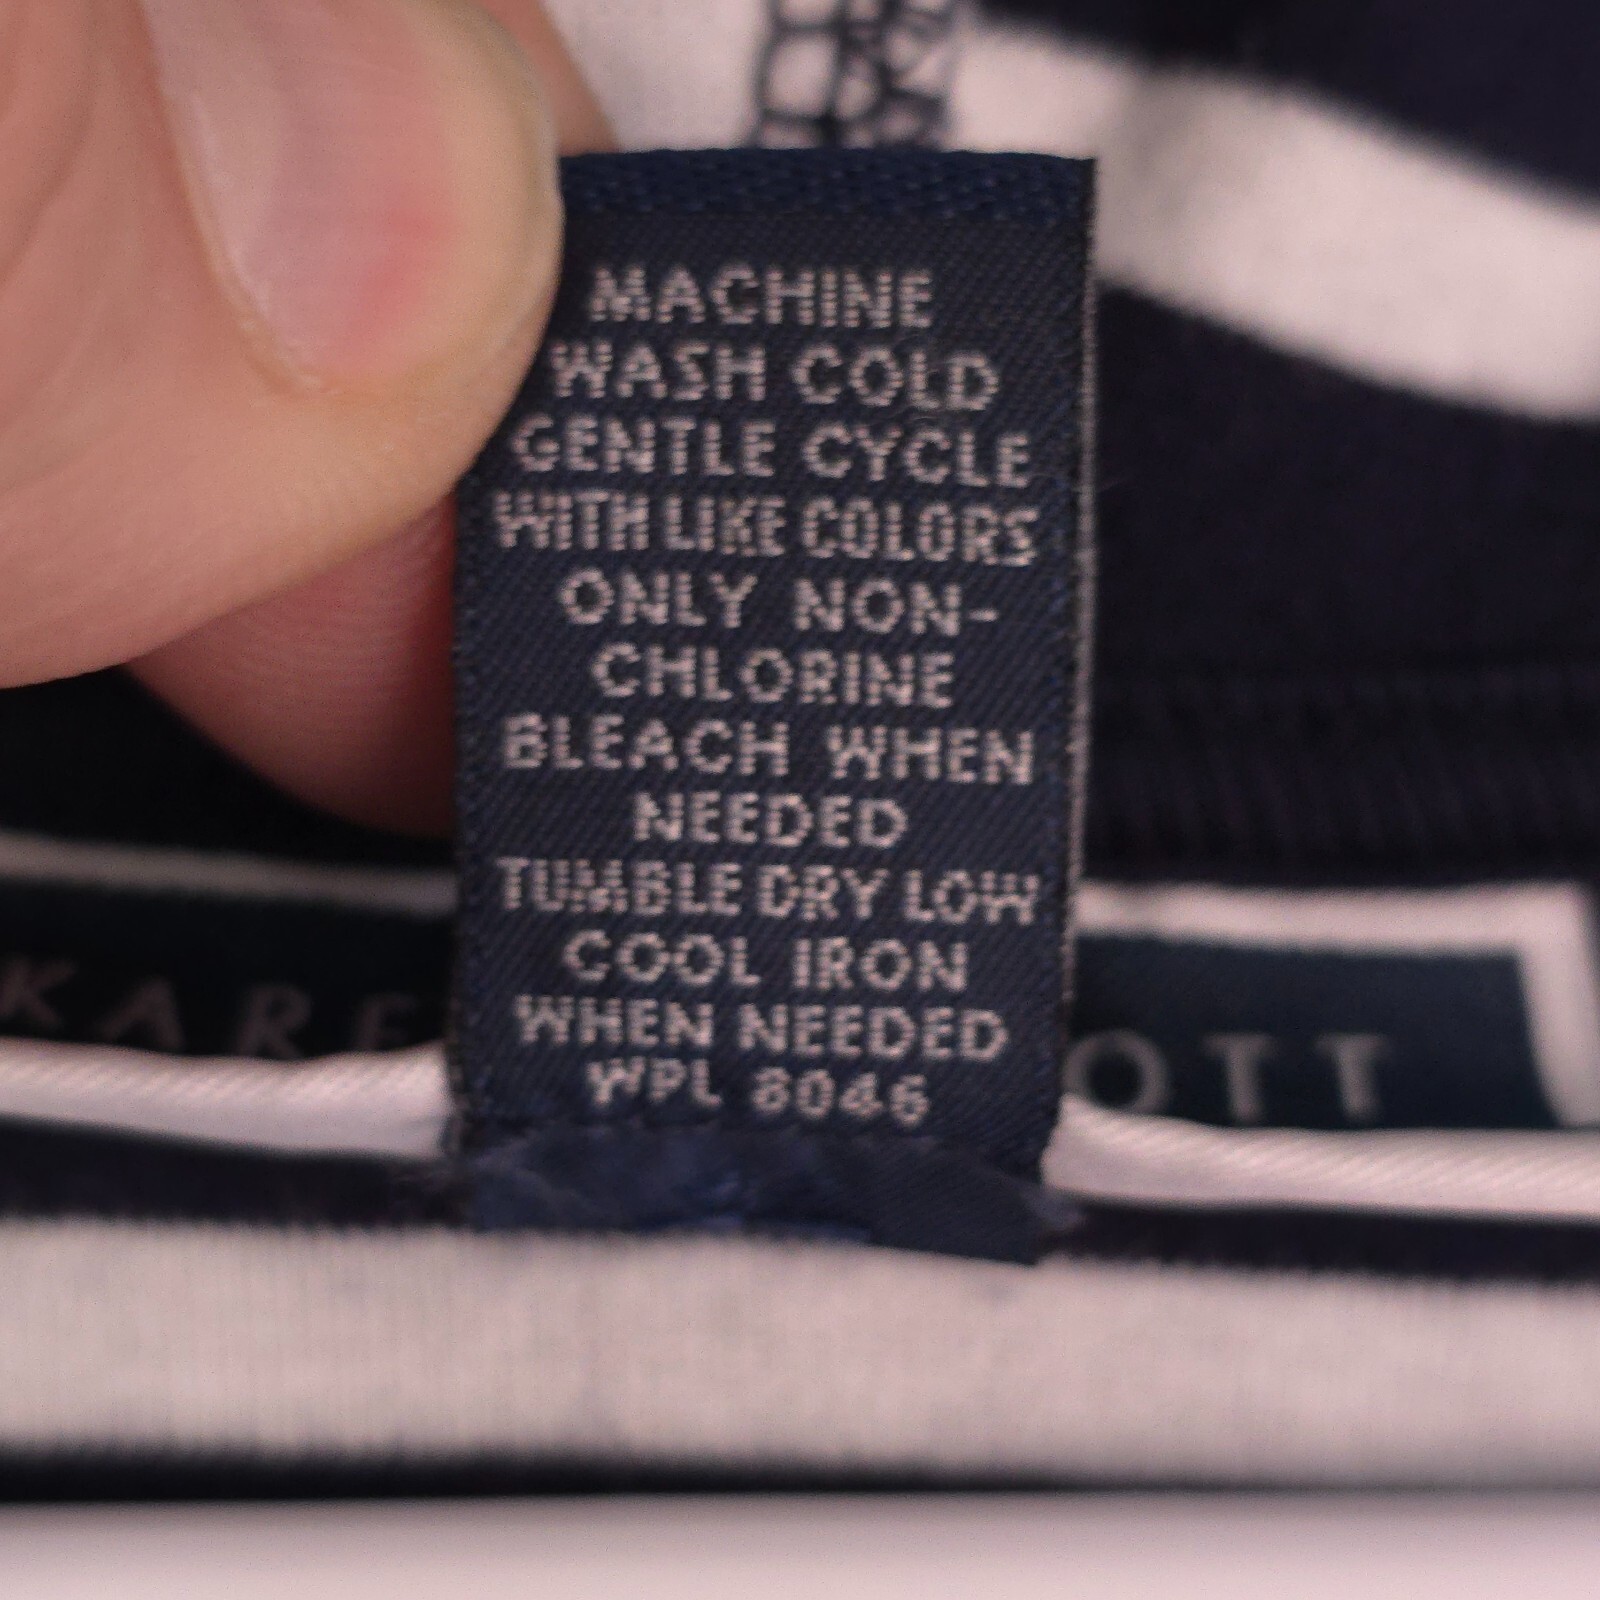 MACHINE
WASH COLD
GENTLE CYCLE
WITH LIKE COLORS
ONLY NON-
CHLORINE
BLEACH WHEN
NEEDED
TUMBLE DRY LOW
COOL IRON
WHEN NEEDED
WPL 8046
KARE OTT